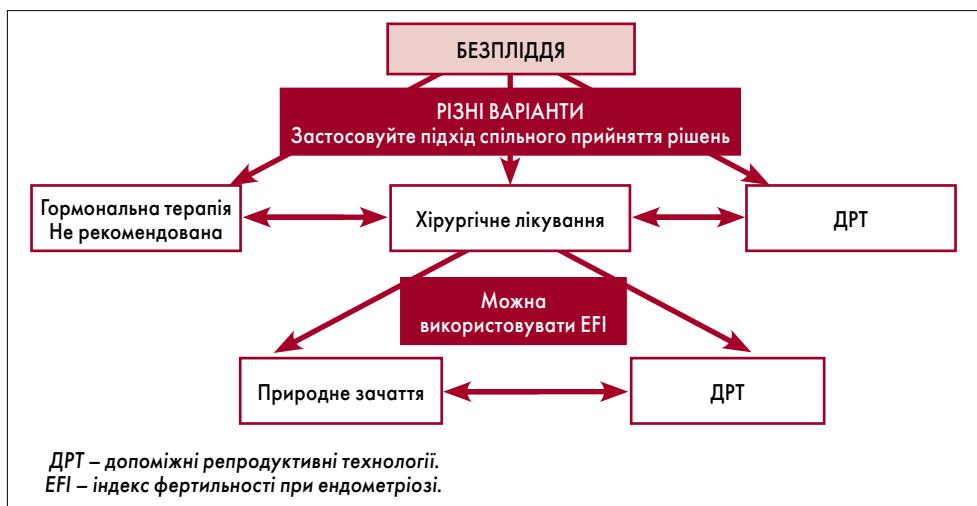 БЕЗПЛІДДЯ
РІЗНІ ВАРІАНТИ
Застосовуйте підхід спільного прийняття рішень
Гормональна терапія
Не рекомендована
Хірургічне лікування
ДРТ
Можна
використовувати EFI
Природне зачаття
ДРТ
ДРТ – допоміжні репродуктивні технології.
EFI – індекс фертильності при ендометріозі.